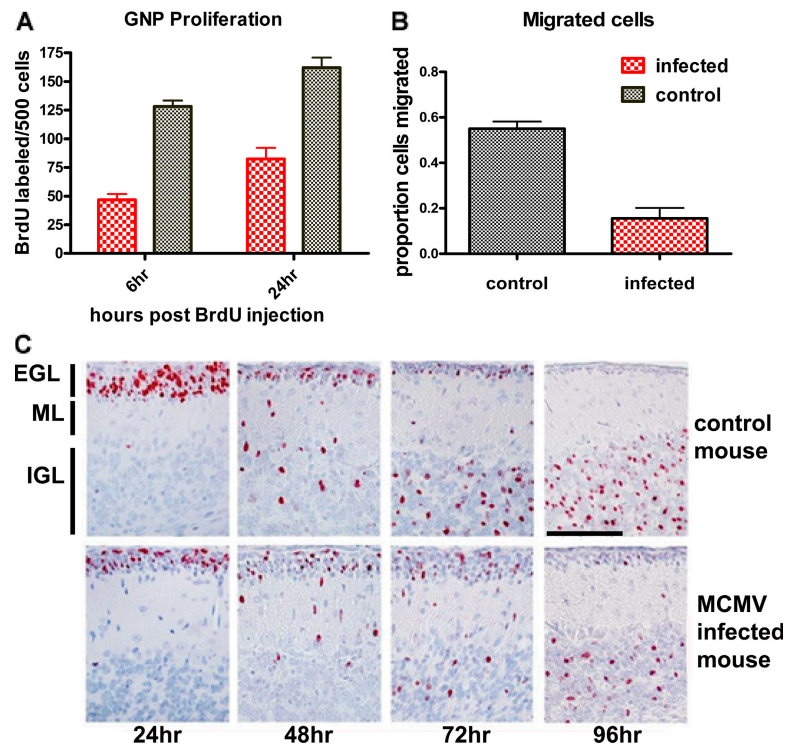 A
GNP Proliferation
BrdU labeled/500 cells
175
150
125
100
75
50
25
0
6hr
24hr
hours post BrdU injection
B
Migrated cells
infected
control
proportion cells migrated
0.8
0.6
0.4
0.2
0.0
control
infected
C
EGL
ML
IGL
control
mouse
MCMV
infected
mouse
24hr
48hr
72hr
96hr